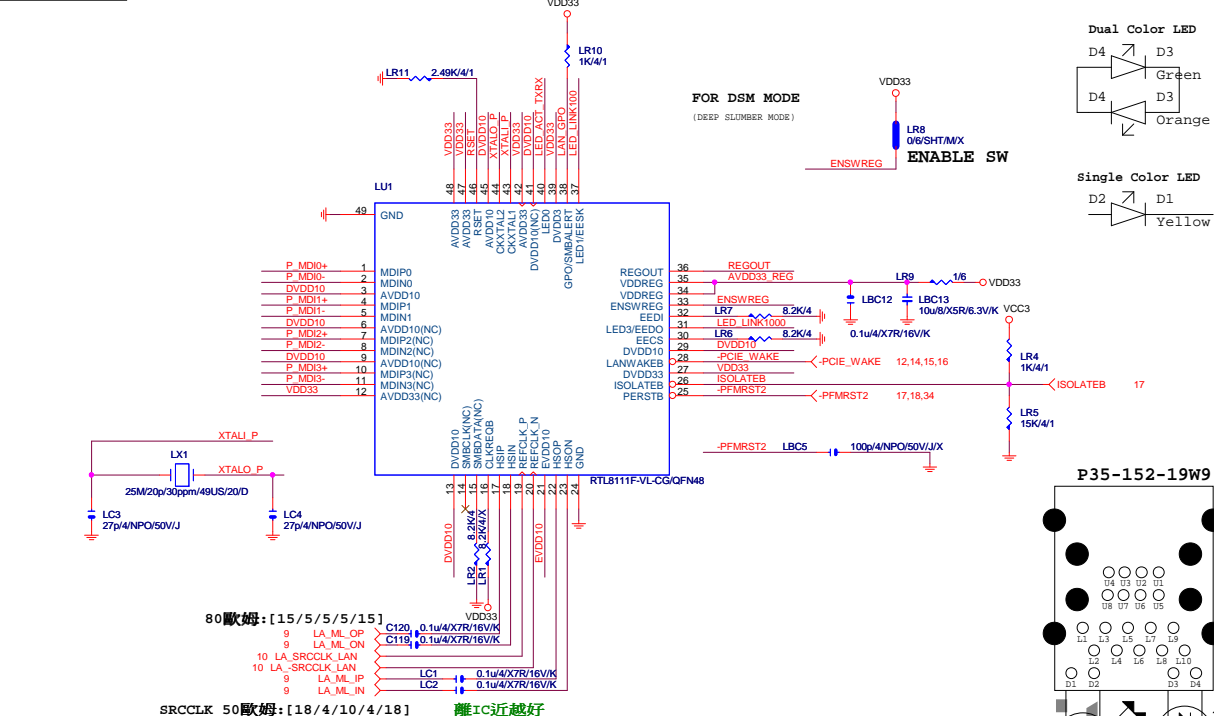 VDD33
LR10
1K/4/1
LR11
2.49K/4/1
VDD33
VDD33
RSET
DVDD10
XTALO_P
XTALI_P
VDD33
DVDD10
LED_ACT_TXRX
VDD33
LAN_GPO
LED_LINK100
48
47
46
45
44
43
42
41
40
39
38
37
FOR DSM MODE
(DEEP SLUMBER MODE)
VDD33
LR8
0/6/SHT/M/X
ENSWREG
ENABLE SW
Dual Color LED
D4
D3
Green
D4
D3
Orange
Single Color LED
D2
D1
Yellow
LU1
49
GND
AVDD33
AVDD33
RSET
AVDD10
CKXTAL2
CKXTAL1
AVDD33
DVDD10(NC)
LED0
DVDD3
GPO/SMBALERT
LED1/EESK
P_MDI0+ 1 MDIP0
P_MDI0- 2 MDIN0
DVDD10 3 AVDD10
P_MDI1+ 4 MDIP1
P_MDI1- 5 MDIN1
DVDD10 6 AVDD10(NC)
P_MDI2+ 7 MDIP2(NC)
P_MDI2- 8 MDIN2(NC)
DVDD10 9 AVDD10(NC)
P_MDI3+ 10 MDIP3(NC)
P_MDI3- 11 MDIN3(NC)
VDD33 12 AVDD33(NC)
REGOUT 36 REGOUT
VDDREG 35 AVDD33_REG
VDDREG 34
ENSWREG 33 ENSWREG
EEDI 32 LR7 8.2K/4
LED3/EEDO 31 LED_LINK1000
EECS 30 LR6 8.2K/4
DVDD10 29 DVDD10
LANWAKEB 28 -PCIE_WAKE
-PCIE_WAKE 12,14,15,16
DVDD33 27 VDD33
ISOLATEB 26 ISOLATEB
PERSTB 25 -PFMRST2
-PFMRST2 17,18,34
LR9
1/6
VDD33
LBC12
0.1u/4/X7R/16V/K
LBC13
10u/8/X5R/6.3V/K
VCC3
LR4
1K/4/1
ISOLATEB 17
LR5
15K/4/1
-PFMRST2
LBC5
100p/4/NPO/50V/J/X
DVDD10
SMBCLK(NC)
SMBDATA(NC)
CLKREQB
HSIP
HSIN
REFCLK_P
REFCLK_N
EVDD10
HSOP
HSON
GND
RTL8111F-VL-CG/QFN48
13
14
15
16
17
18
19
20
21
22
23
24
DVDD10
8.2K/4
8.2K/4/X
LR2
LR1
EVDD10
VDD33
XTALI_P
LX1
XTALO_P
25M/20p/30ppm/49US/20/D
LC3
27p/4/NPO/50V/J
LC4
27p/4/NPO/50V/J
80歐姆:[15/5/5/5/15]
9 LA_ML_OP C120 0.1u/4/X7R/16V/K
9 LA_ML_ON C119 0.1u/4/X7R/16V/K
10 LA_SRCCLK_LAN
10 LA_-SRCCLK_LAN
9 LA_ML_IP LC1 0.1u/4/X7R/16V/K
9 LA_ML_IN LC2 0.1u/4/X7R/16V/K
SRCCLK 50歐姆:[18/4/10/4/18]
離IC近越好
P35-152-19W9
U4 U3 U2 U1
U8 U7 U6 U5
L1 L3 L5 L7 L9
L2 L4 L6 L8 L10
D1 D2 D3 D4